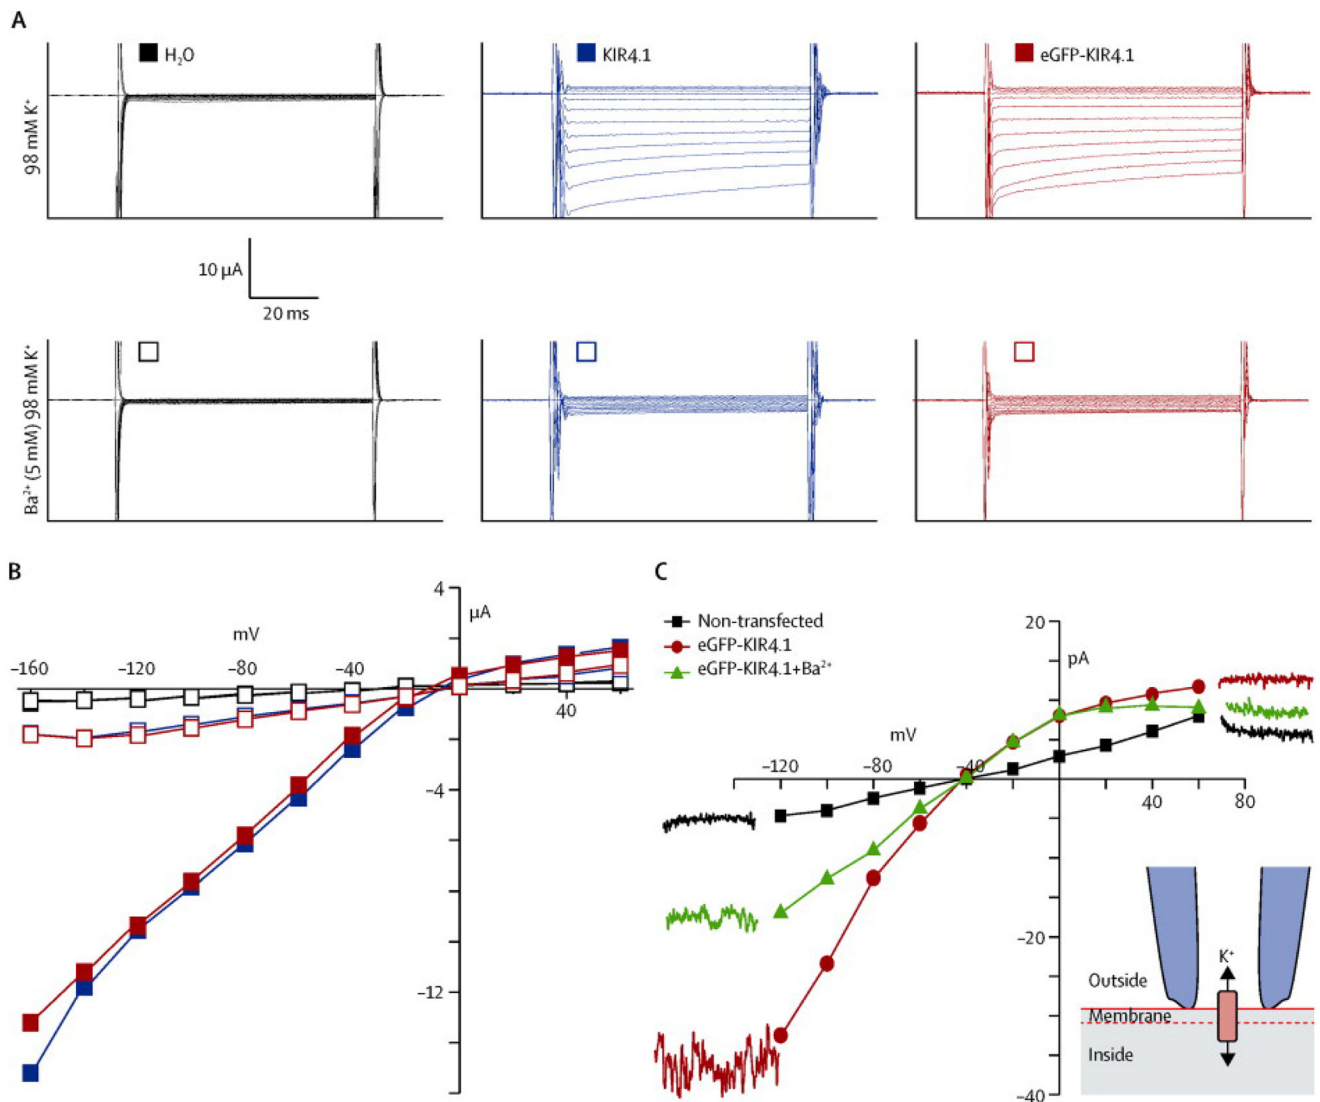 A
H₂O
KIR4.1
eGFP-KIR4.1
98 mM K⁺
10 µA
20 ms
Ba²⁺ (5 mM) 98 mM K⁺
B
4
µA
mV
–160
–120
–80
–40
40
–4
–12
C
Non-transfected
eGFP-KIR4.1
eGFP-KIR4.1+Ba²⁺
20
pA
mV
–120
–80
–40
40
80
–20
K⁺
Outside
Membrane
Inside
–40